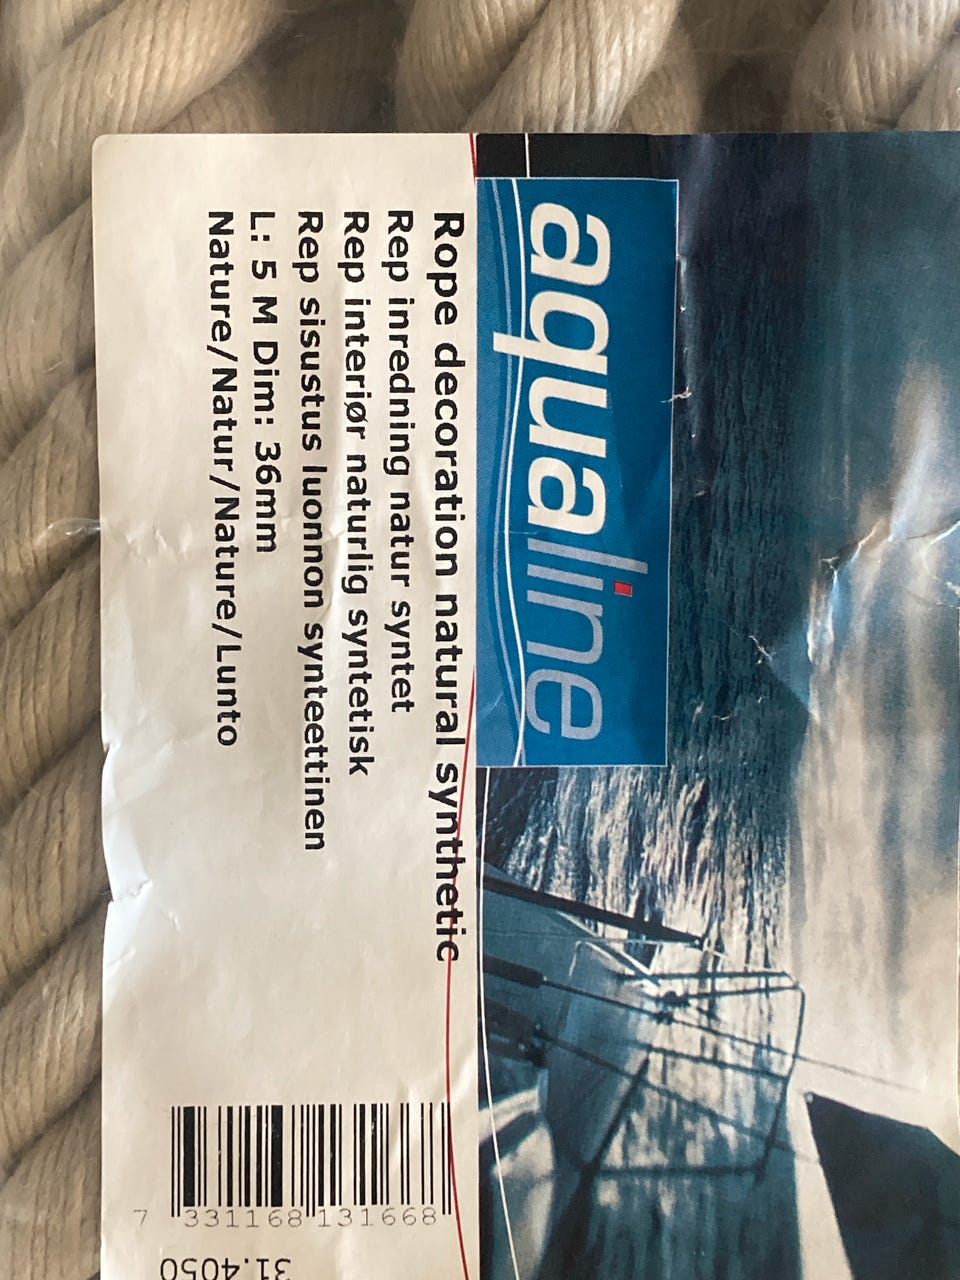 aqualine
Rope decoration natural synthetic
Rep inredning natur syntet
Rep interiør naturlig syntetisk
Rep sisustus luonnon synteettinen
L: 5 M Dim: 36mm
Nature/Natur/Nature/Lunto
7 331168 131668
31.4050